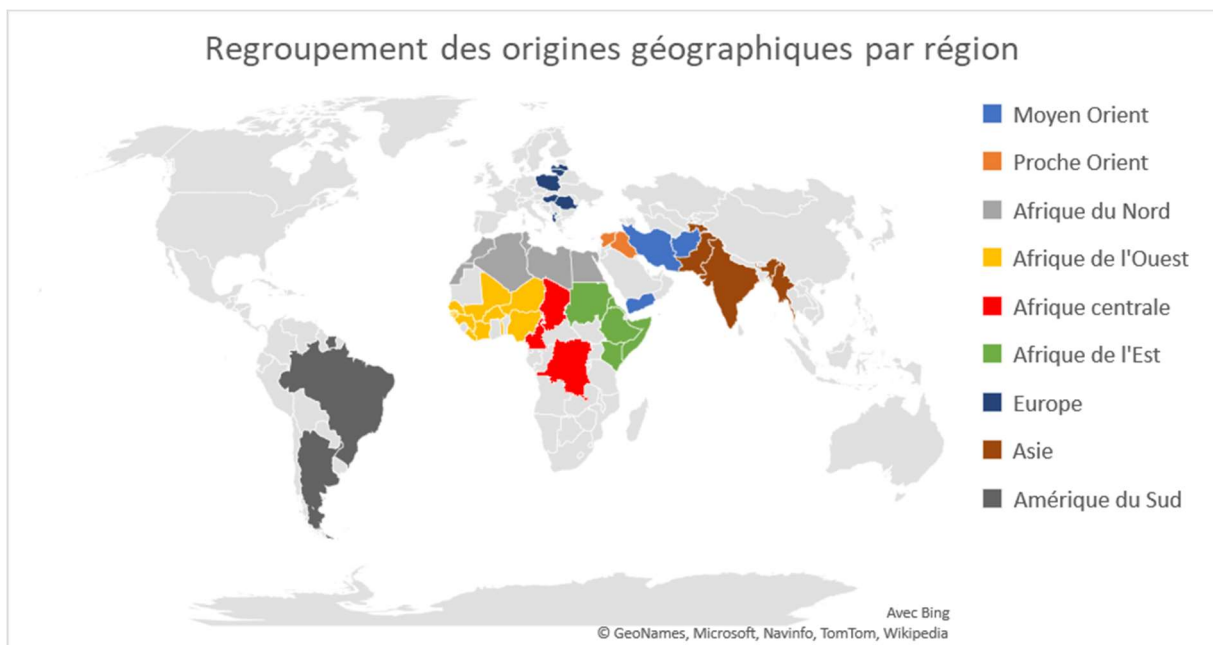 Regroupement des origines géographiques par région
Moyen Orient
Proche Orient
Afrique du Nord
Afrique de l'Ouest
Afrique centrale
Afrique de l'Est
Europe
Asie
Amérique du Sud
Avec Bing
© GeoNames, Microsoft, Navinfo, TomTom, Wikipedia